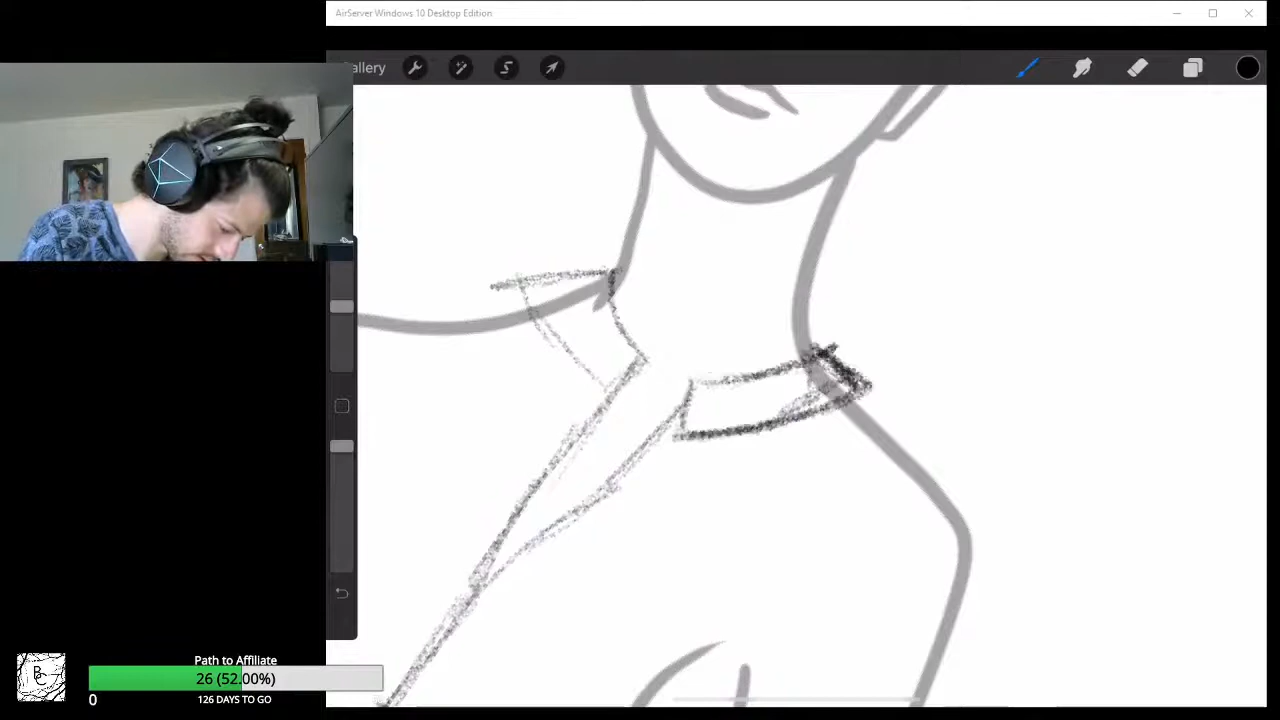 AirServer Windows 10 Desktop Edition
allery
Path to Affiliate
26 (52.00%)
0
126 DAYS TO GO